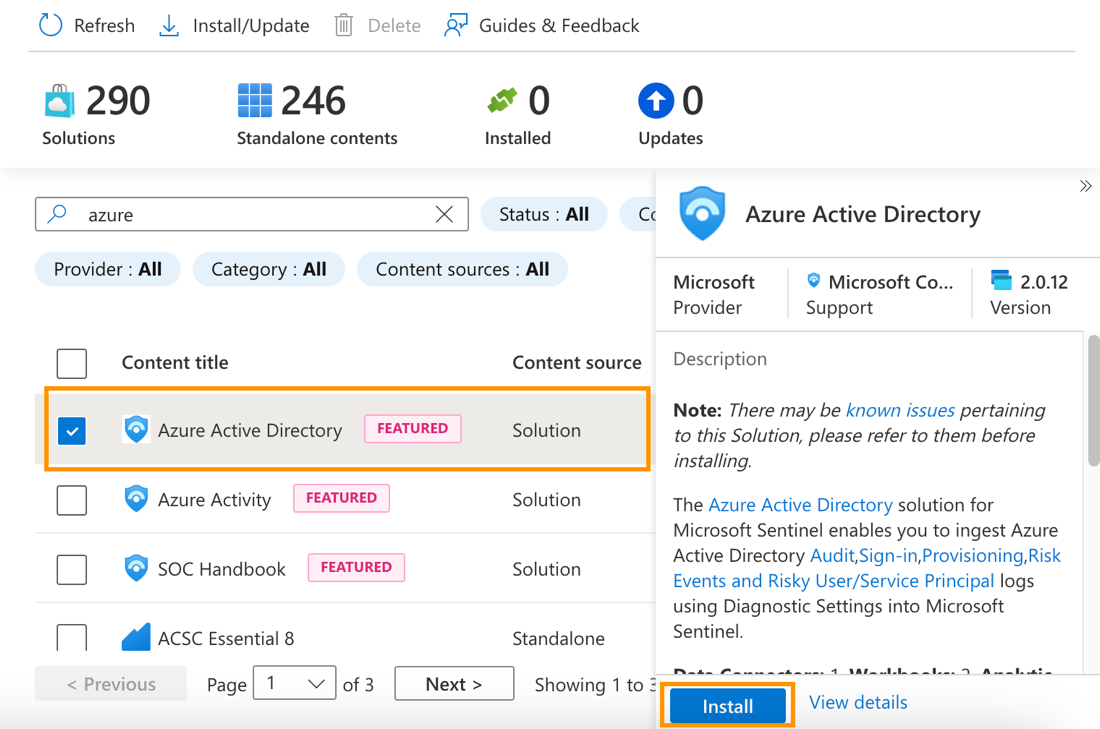 Refresh Install/Update Delete Guides & Feedback
290 246 0 0
Solutions Standalone contents Installed Updates
azure
Status : All
Provider : All Category : All Content sources : All
Content title Content source
Azure Active Directory FEATURED Solution
Azure Activity FEATURED Solution
SOC Handbook FEATURED Solution
ACSC Essential 8 Standalone
< Previous Page 1 of 3 Next > Showing 1 to
Azure Active Directory
Microsoft Microsoft Co... 2.0.12
Provider Support Version
Description
Note: There may be known issues pertaining
to this Solution, please refer to them before
installing.
The Azure Active Directory solution for
Microsoft Sentinel enables you to ingest Azure
Active Directory Audit,Sign-in,Provisioning,Risk
Events and Risky User/Service Principal logs
using Diagnostic Settings into Microsoft
Sentinel.
Install View details